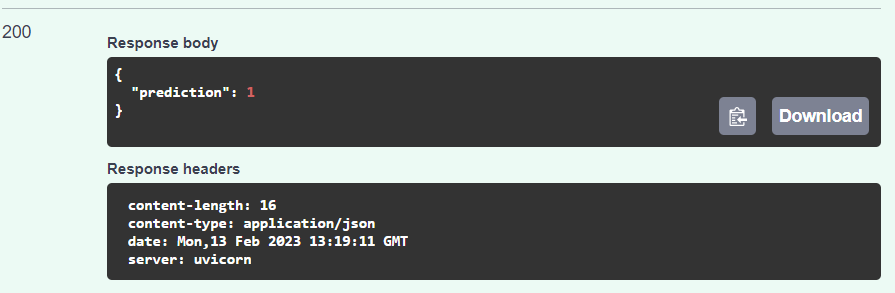 200
Response body
{
  "prediction": 1
}
Download
Response headers
content-length: 16
content-type: application/json
date: Mon,13 Feb 2023 13:19:11 GMT
server: uvicorn